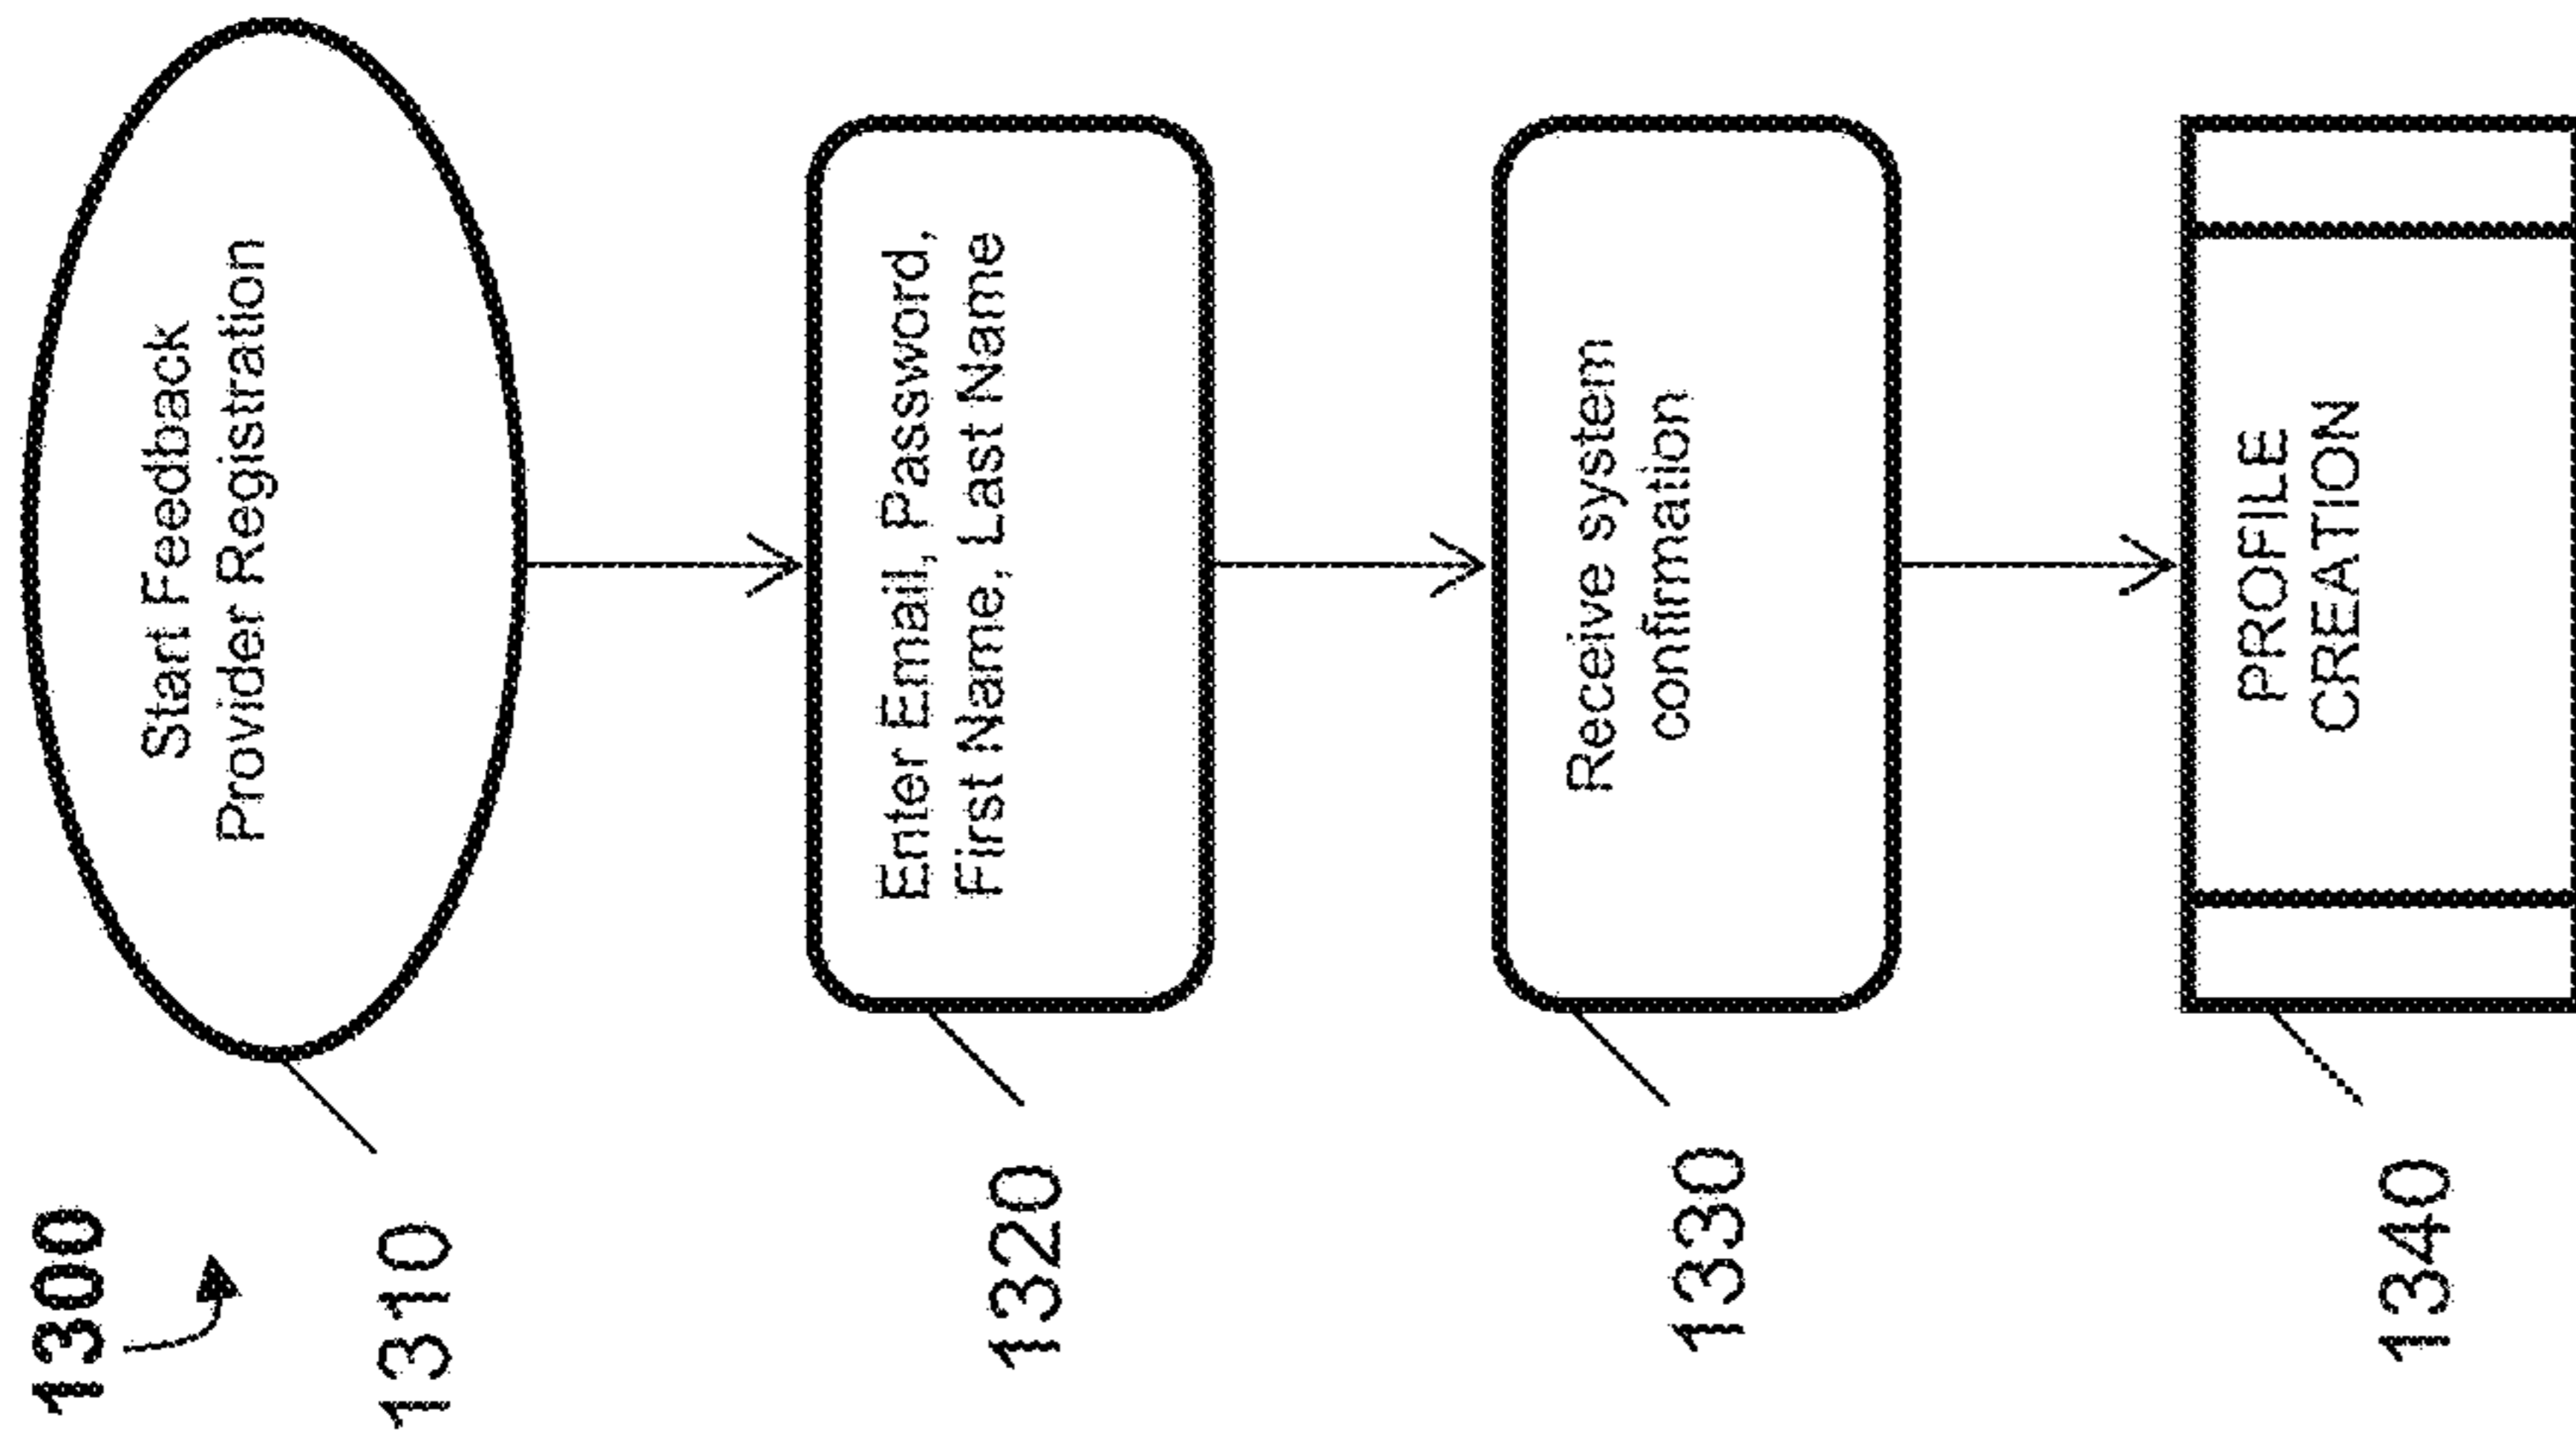 1300
1310
Start Feedback
Provider Registration
1320
Enter Email, Password,
First Name, Last Name
1330
Receive system
confirmation
1340
PROFILE
CREATION